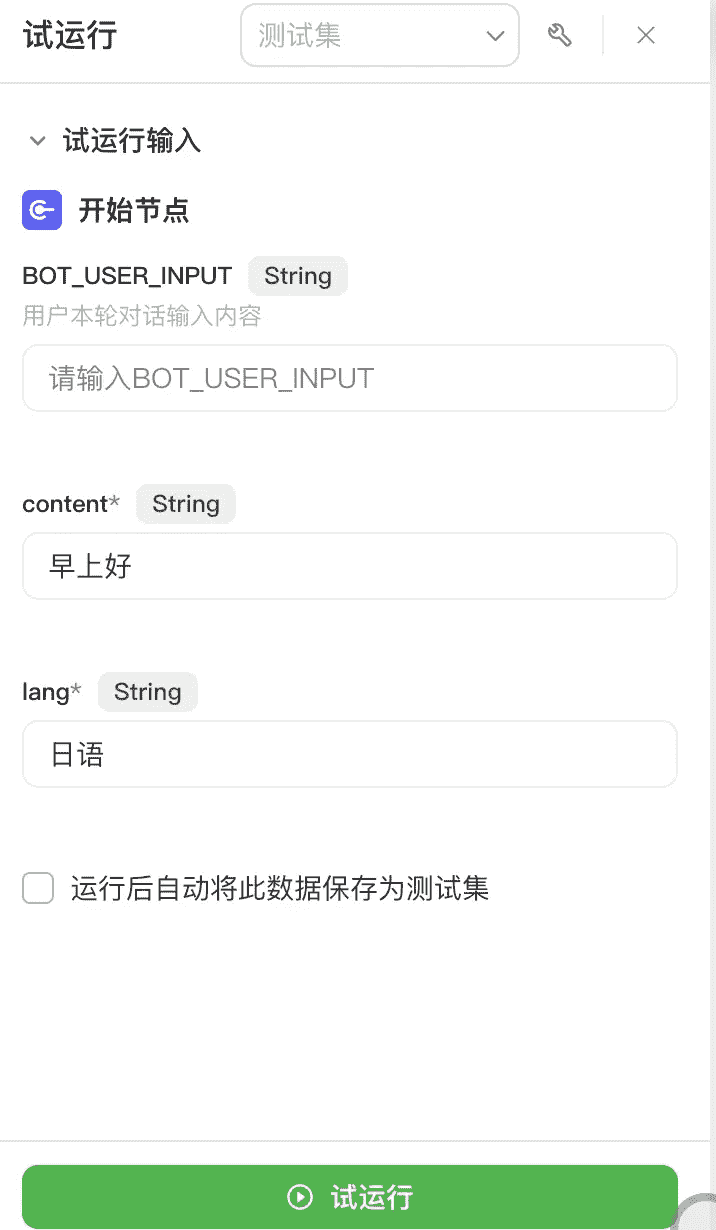 试运行 测试集
试运行输入
开始节点
BOT_USER_INPUT String
用户本轮对话输入内容
请输入BOT_USER_INPUT
content* String
早上好
lang* String
日语
运行后自动将此数据保存为测试集
试运行